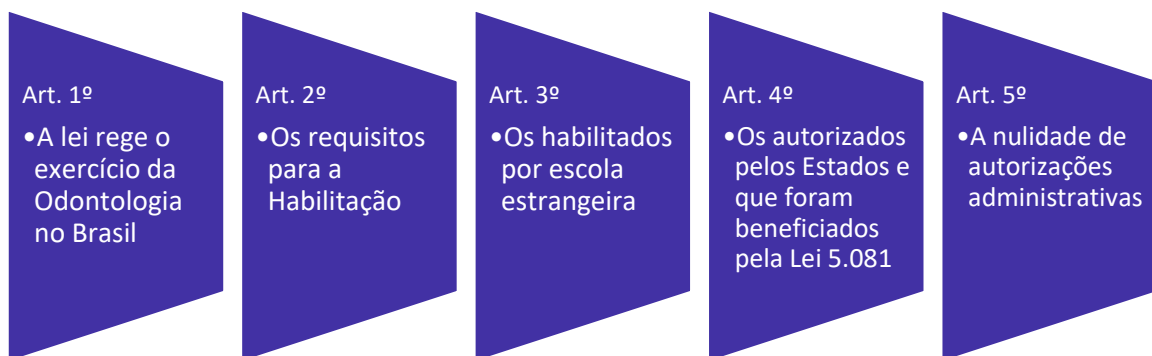 Art. 1º
•A lei rege o
exercício da
Odontologia
no Brasil
Art. 2º
•Os requisitos
para a
Habilitação
Art. 3º
•Os habilitados
por escola
estrangeira
Art. 4º
•Os autorizados
pelos Estados e
que foram
beneficiados
pela Lei 5.081
Art. 5º
•A nulidade de
autorizações
administrativas